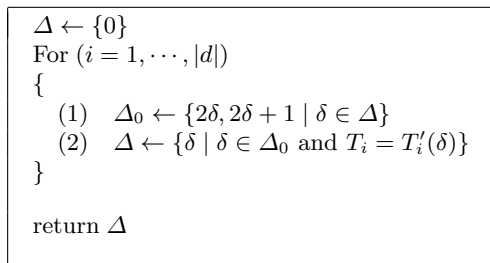 Δ ← {0}
For (i = 1, ⋯, |d|)
{
(1) Δ₀ ← {2δ, 2δ + 1 | δ ∈ Δ}
(2) Δ ← {δ | δ ∈ Δ₀ and Tᵢ = T′ᵢ(δ)}
}
return Δ